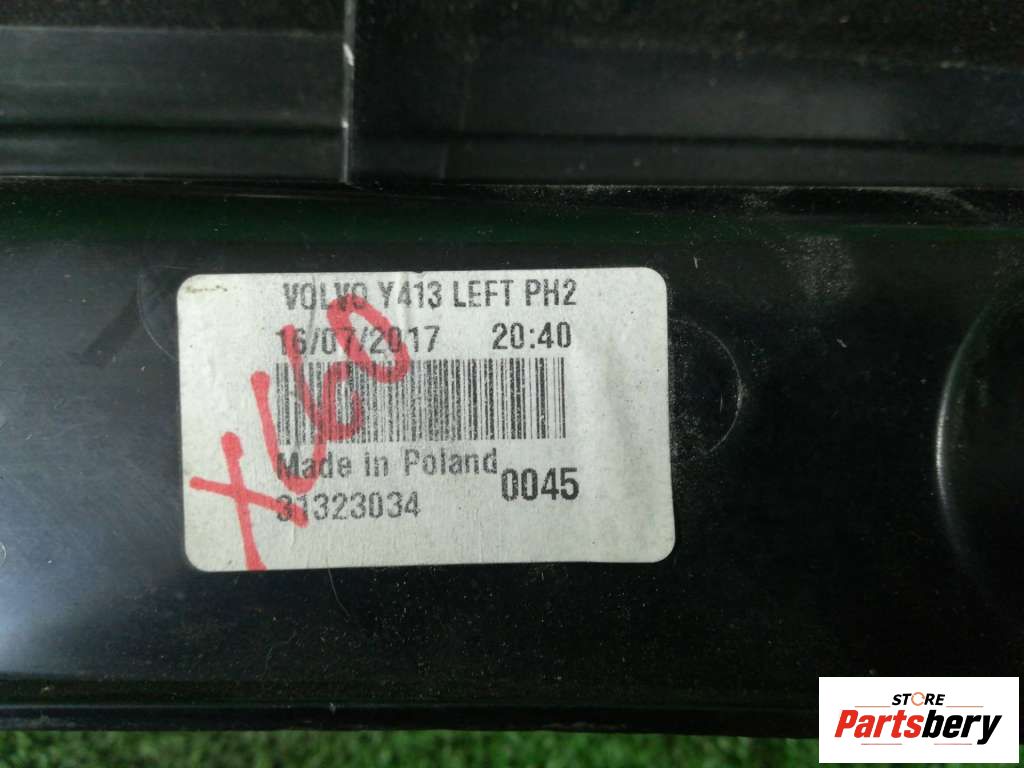 VOLVO Y413 LEFT PH2
16/07/2017 20:40
XC60
Made in Poland
0045
31323034
STORE
Partsbery